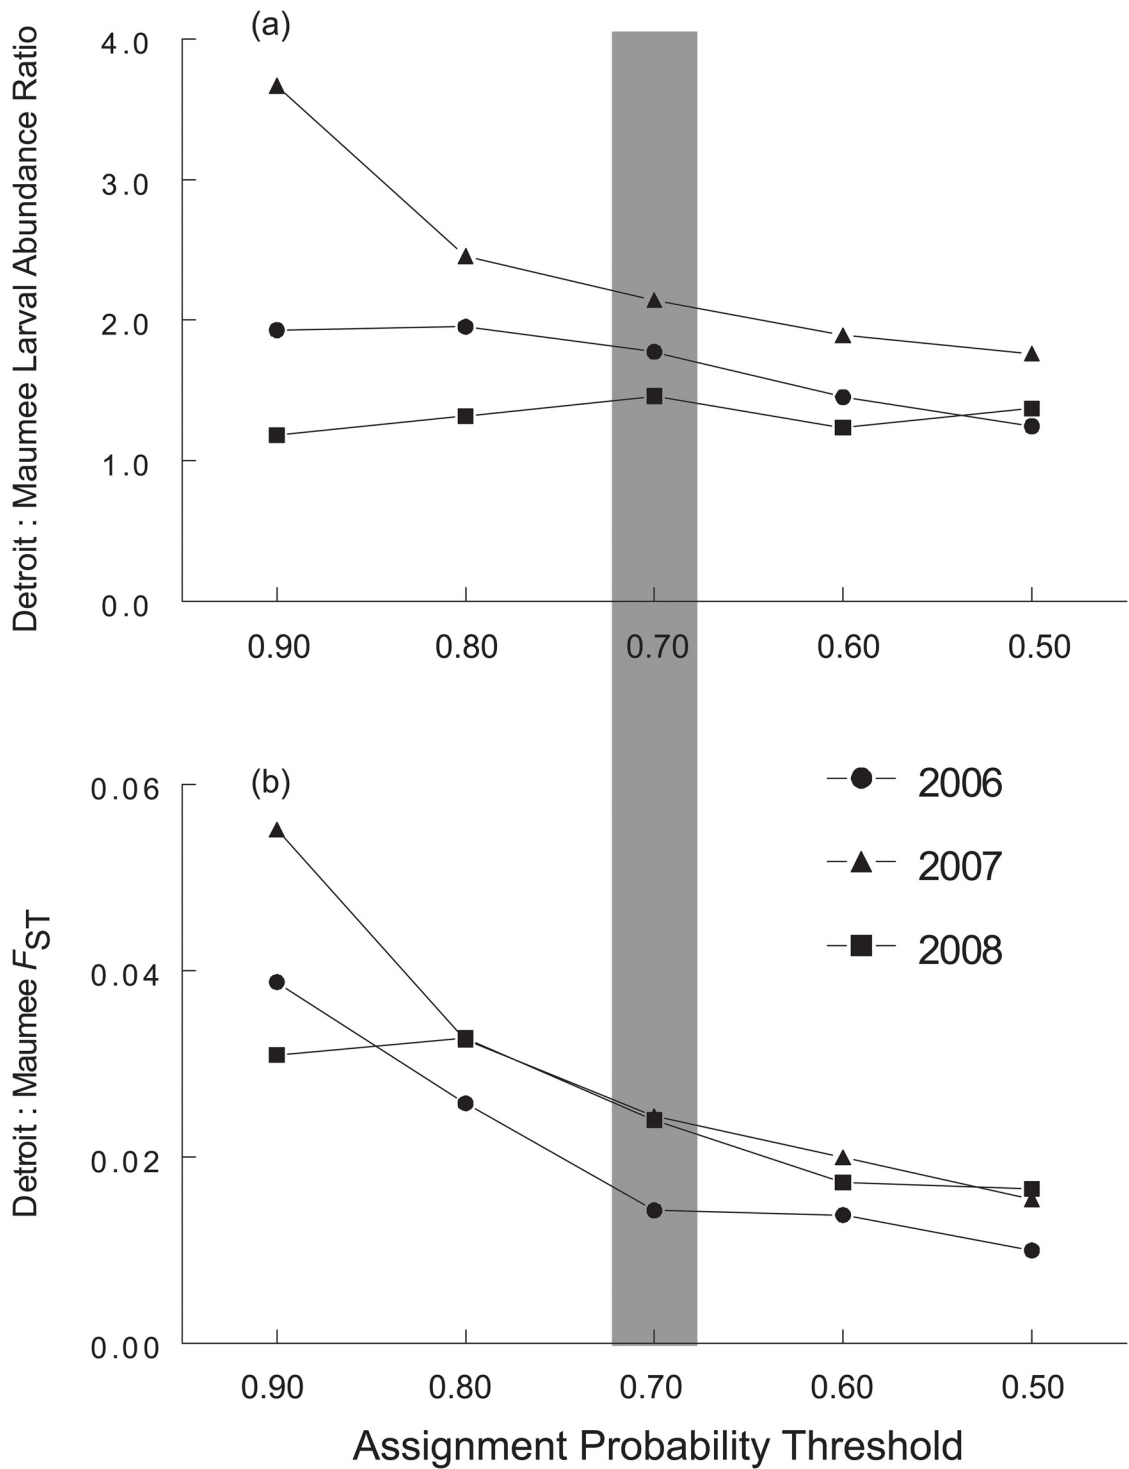 (a)
Detroit : Maumee Larval Abundance Ratio
4.0
3.0
2.0
1.0
0.0
0.90 0.80 0.70 0.60 0.50
(b)
Detroit : Maumee FST
0.06
0.04
0.02
0.00
2006
2007
2008
0.90 0.80 0.70 0.60 0.50
Assignment Probability Threshold